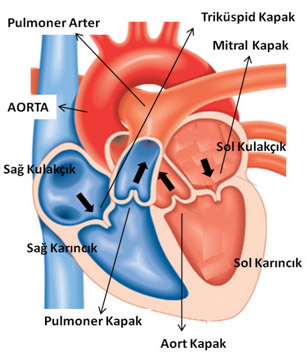 Pulmoner Arter
Triküspid Kapak
Mitral Kapak
AORTA
Sol Kulakçık
Sağ Kulakçık
Sağ Karıncık
Sol Karıncık
Pulmoner Kapak
Aort Kapak